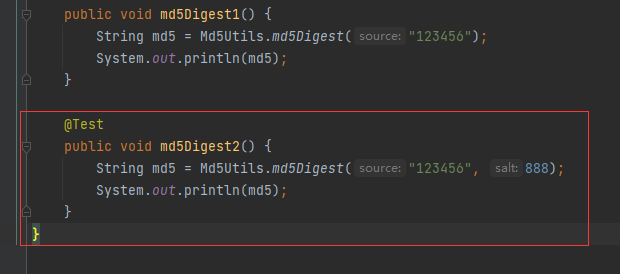 public void md5Digest1() {
String md5 = Md5Utils.md5Digest( source: "123456");
System.out.println(md5);
}
@Test
public void md5Digest2() {
String md5 = Md5Utils.md5Digest( source: "123456", salt: 888);
System.out.println(md5);
}
}